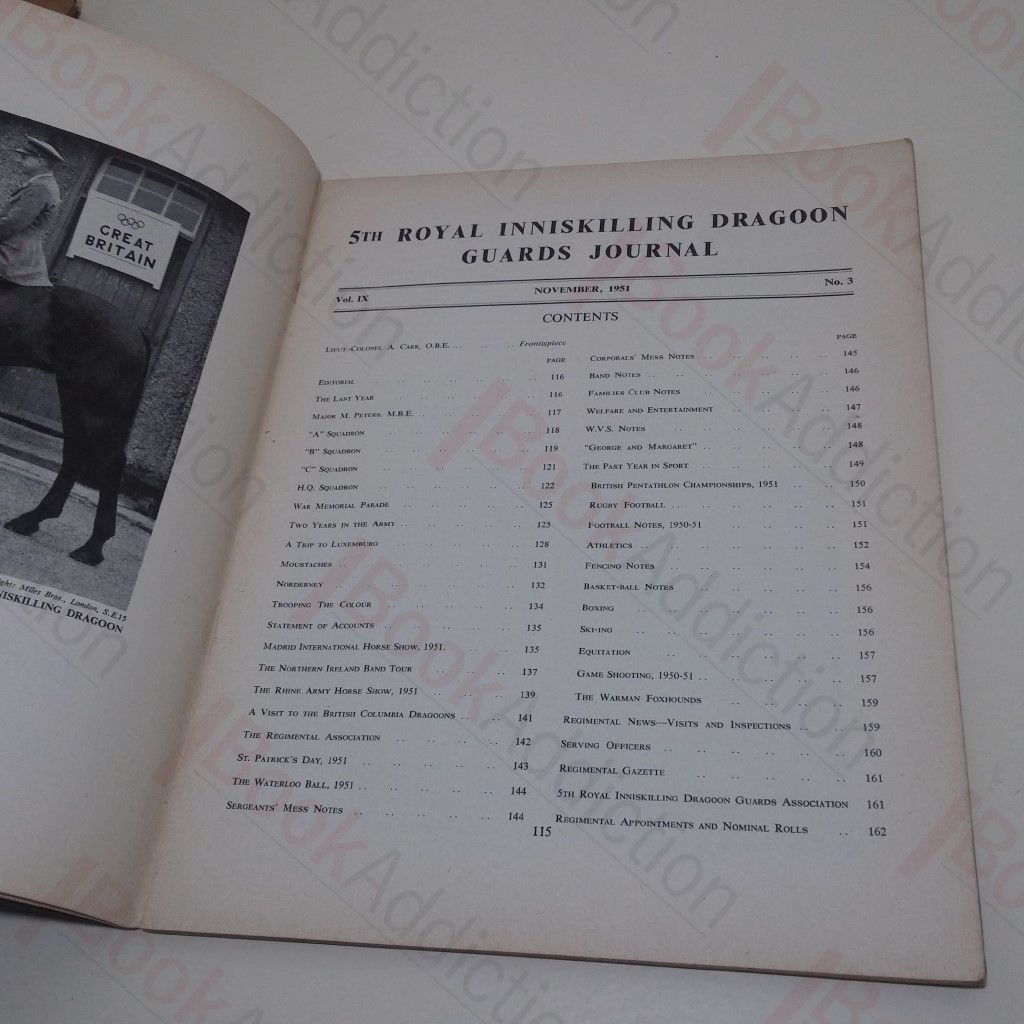 GREAT
BRITAIN
Miles Bros., London, S.E.15
NISKILLING DRAGOON
5TH ROYAL INNISKILLING DRAGOON
GUARDS JOURNAL
Vol. IX NOVEMBER, 1951 No. 3
CONTENTS
LIEUT.-COLONEL A. CARR, O.B.E. .. .. .. Frontispiece
PAGE
EDITORIAL .. .. .. .. .. .. 116
THE LAST YEAR .. .. .. .. .. 116
MAJOR M. PETERS, M.B.E. .. .. .. .. 117
"A" SQUADRON .. .. .. .. .. 118
"B" SQUADRON .. .. .. .. .. 119
"C" SQUADRON .. .. .. .. .. 121
H.Q. SQUADRON .. .. .. .. .. 122
WAR MEMORIAL PARADE .. .. .. .. 125
TWO YEARS IN THE ARMY .. .. .. .. 125
A TRIP TO LUXEMBURG .. .. .. .. 128
MOUSTACHES .. .. .. .. .. .. 131
NORDERNEY .. .. .. .. .. .. 132
TROOPING THE COLOUR .. .. .. .. 134
STATEMENT OF ACCOUNTS .. .. .. .. 135
MADRID INTERNATIONAL HORSE SHOW, 1951. .. .. 135
THE NORTHERN IRELAND BAND TOUR .. .. .. 137
THE RHINE ARMY HORSE SHOW, 1951 .. .. .. 139
A VISIT TO THE BRITISH COLUMBIA DRAGOONS .. .. 141
THE REGIMENTAL ASSOCIATION .. .. .. .. 142
ST. PATRICK'S DAY, 1951 .. .. .. .. .. 143
THE WATERLOO BALL, 1951 .. .. .. .. .. 144
SERGEANTS' MESS NOTES .. .. .. .. .. 144
PAGE
CORPORALS' MESS NOTES .. .. .. .. .. 145
BAND NOTES .. .. .. .. .. .. 146
FAMILIES CLUB NOTES .. .. .. .. 146
WELFARE AND ENTERTAINMENT .. .. .. .. 147
W.V.S. NOTES .. .. .. .. .. 148
"GEORGE AND MARGARET" .. .. .. .. .. 148
THE PAST YEAR IN SPORT .. .. .. .. .. 149
BRITISH PENTATHLON CHAMPIONSHIPS, 1951 .. .. 150
RUGBY FOOTBALL .. .. .. .. .. .. 151
FOOTBALL NOTES, 1950-51 .. .. .. .. 151
ATHLETICS .. .. .. .. .. .. 152
FENCING NOTES .. .. .. .. .. 154
BASKET-BALL NOTES .. .. .. .. .. 156
BOXING .. .. .. .. .. .. 156
SKI-ING .. .. .. .. .. .. 156
EQUITATION .. .. .. .. .. .. 157
GAME SHOOTING, 1950-51 .. .. .. .. .. 157
THE WARMAN FOXHOUNDS .. .. .. .. 159
REGIMENTAL NEWS—VISITS AND INSPECTIONS .. .. 159
SERVING OFFICERS .. .. .. .. .. 160
REGIMENTAL GAZETTE .. .. .. .. .. 161
5TH ROYAL INNISKILLING DRAGOON GUARDS ASSOCIATION 161
REGIMENTAL APPOINTMENTS AND NOMINAL ROLLS .. 162
115
BookAddiction